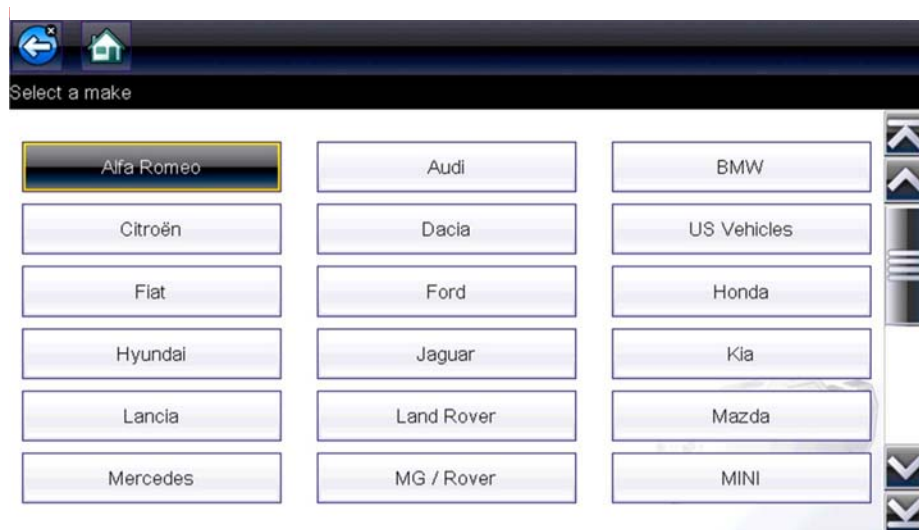 Select a make
Alfa Romeo Audi BMW
Citroën Dacia US Vehicles
Fiat Ford Honda
Hyundai Jaguar Kia
Lancia Land Rover Mazda
Mercedes MG / Rover MINI